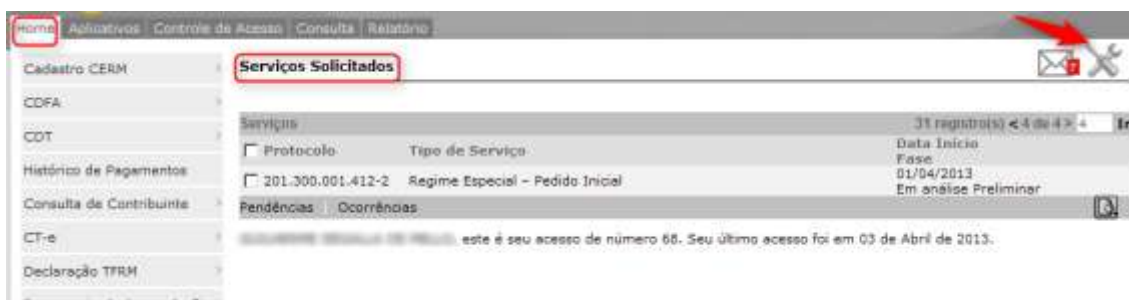 Home Aplicativos Controle de Acesso Consulta Relatório
Cadastro CERM
CDFA
CDT
Histórico de Pagamentos
Consulta de Contribuinte
CT-e
Declaração TFRM
Serviços Solicitados
Serviços 31 registro(s) < 4 de 4 > 4 Ir
Protocolo Tipo de Serviço Data Início
Fase
201.300.001.412-2 Regime Especial – Pedido Inicial 01/04/2013
Em análise Preliminar
Pendências Ocorrências
este é seu acesso de número 68. Seu último acesso foi em 03 de Abril de 2013.